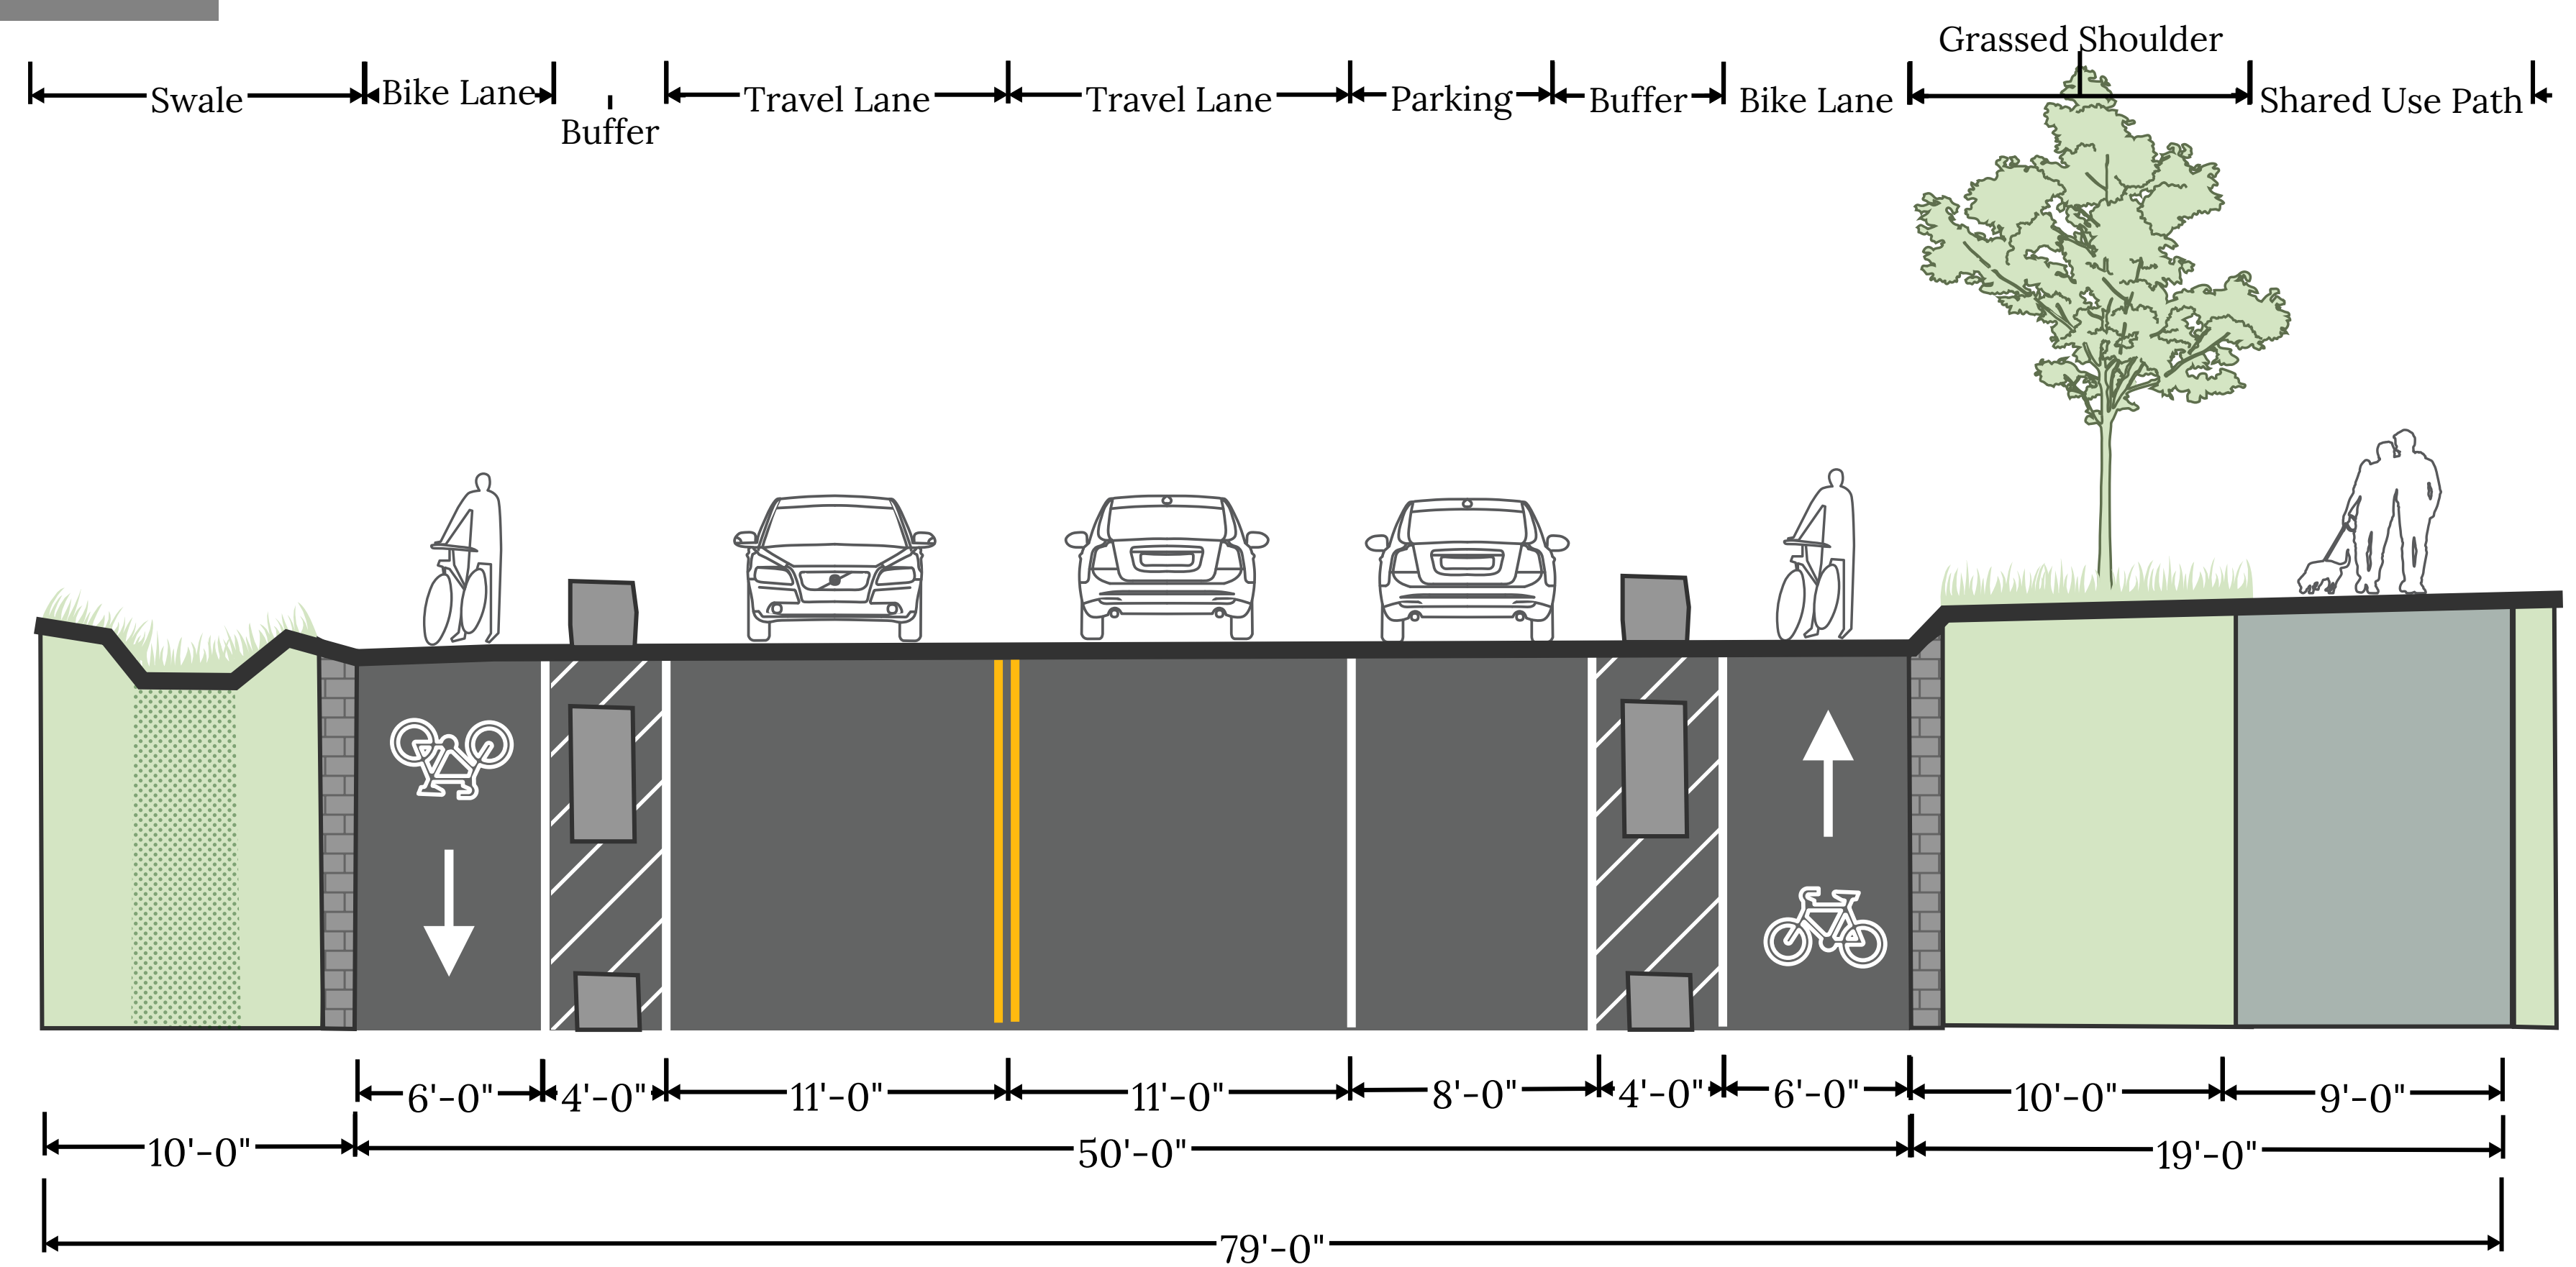 Grassed Shoulder
Swale
Bike Lane
Buffer
Travel Lane
Travel Lane
Parking
Buffer
Bike Lane
Shared Use Path
6'-0"
4'-0"
11'-0"
11'-0"
8'-0"
4'-0"
6'-0"
10'-0"
9'-0"
10'-0"
50'-0"
19'-0"
79'-0"